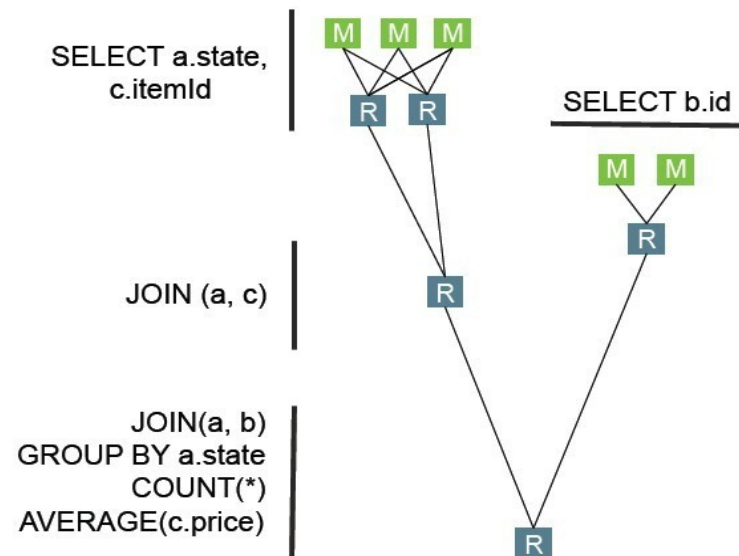 SELECT a.state,
c.itemId
M M M
R R
SELECT b.id
M M
R
JOIN (a, c)
R
JOIN(a, b)
GROUP BY a.state
COUNT(*)
AVERAGE(c.price)
R